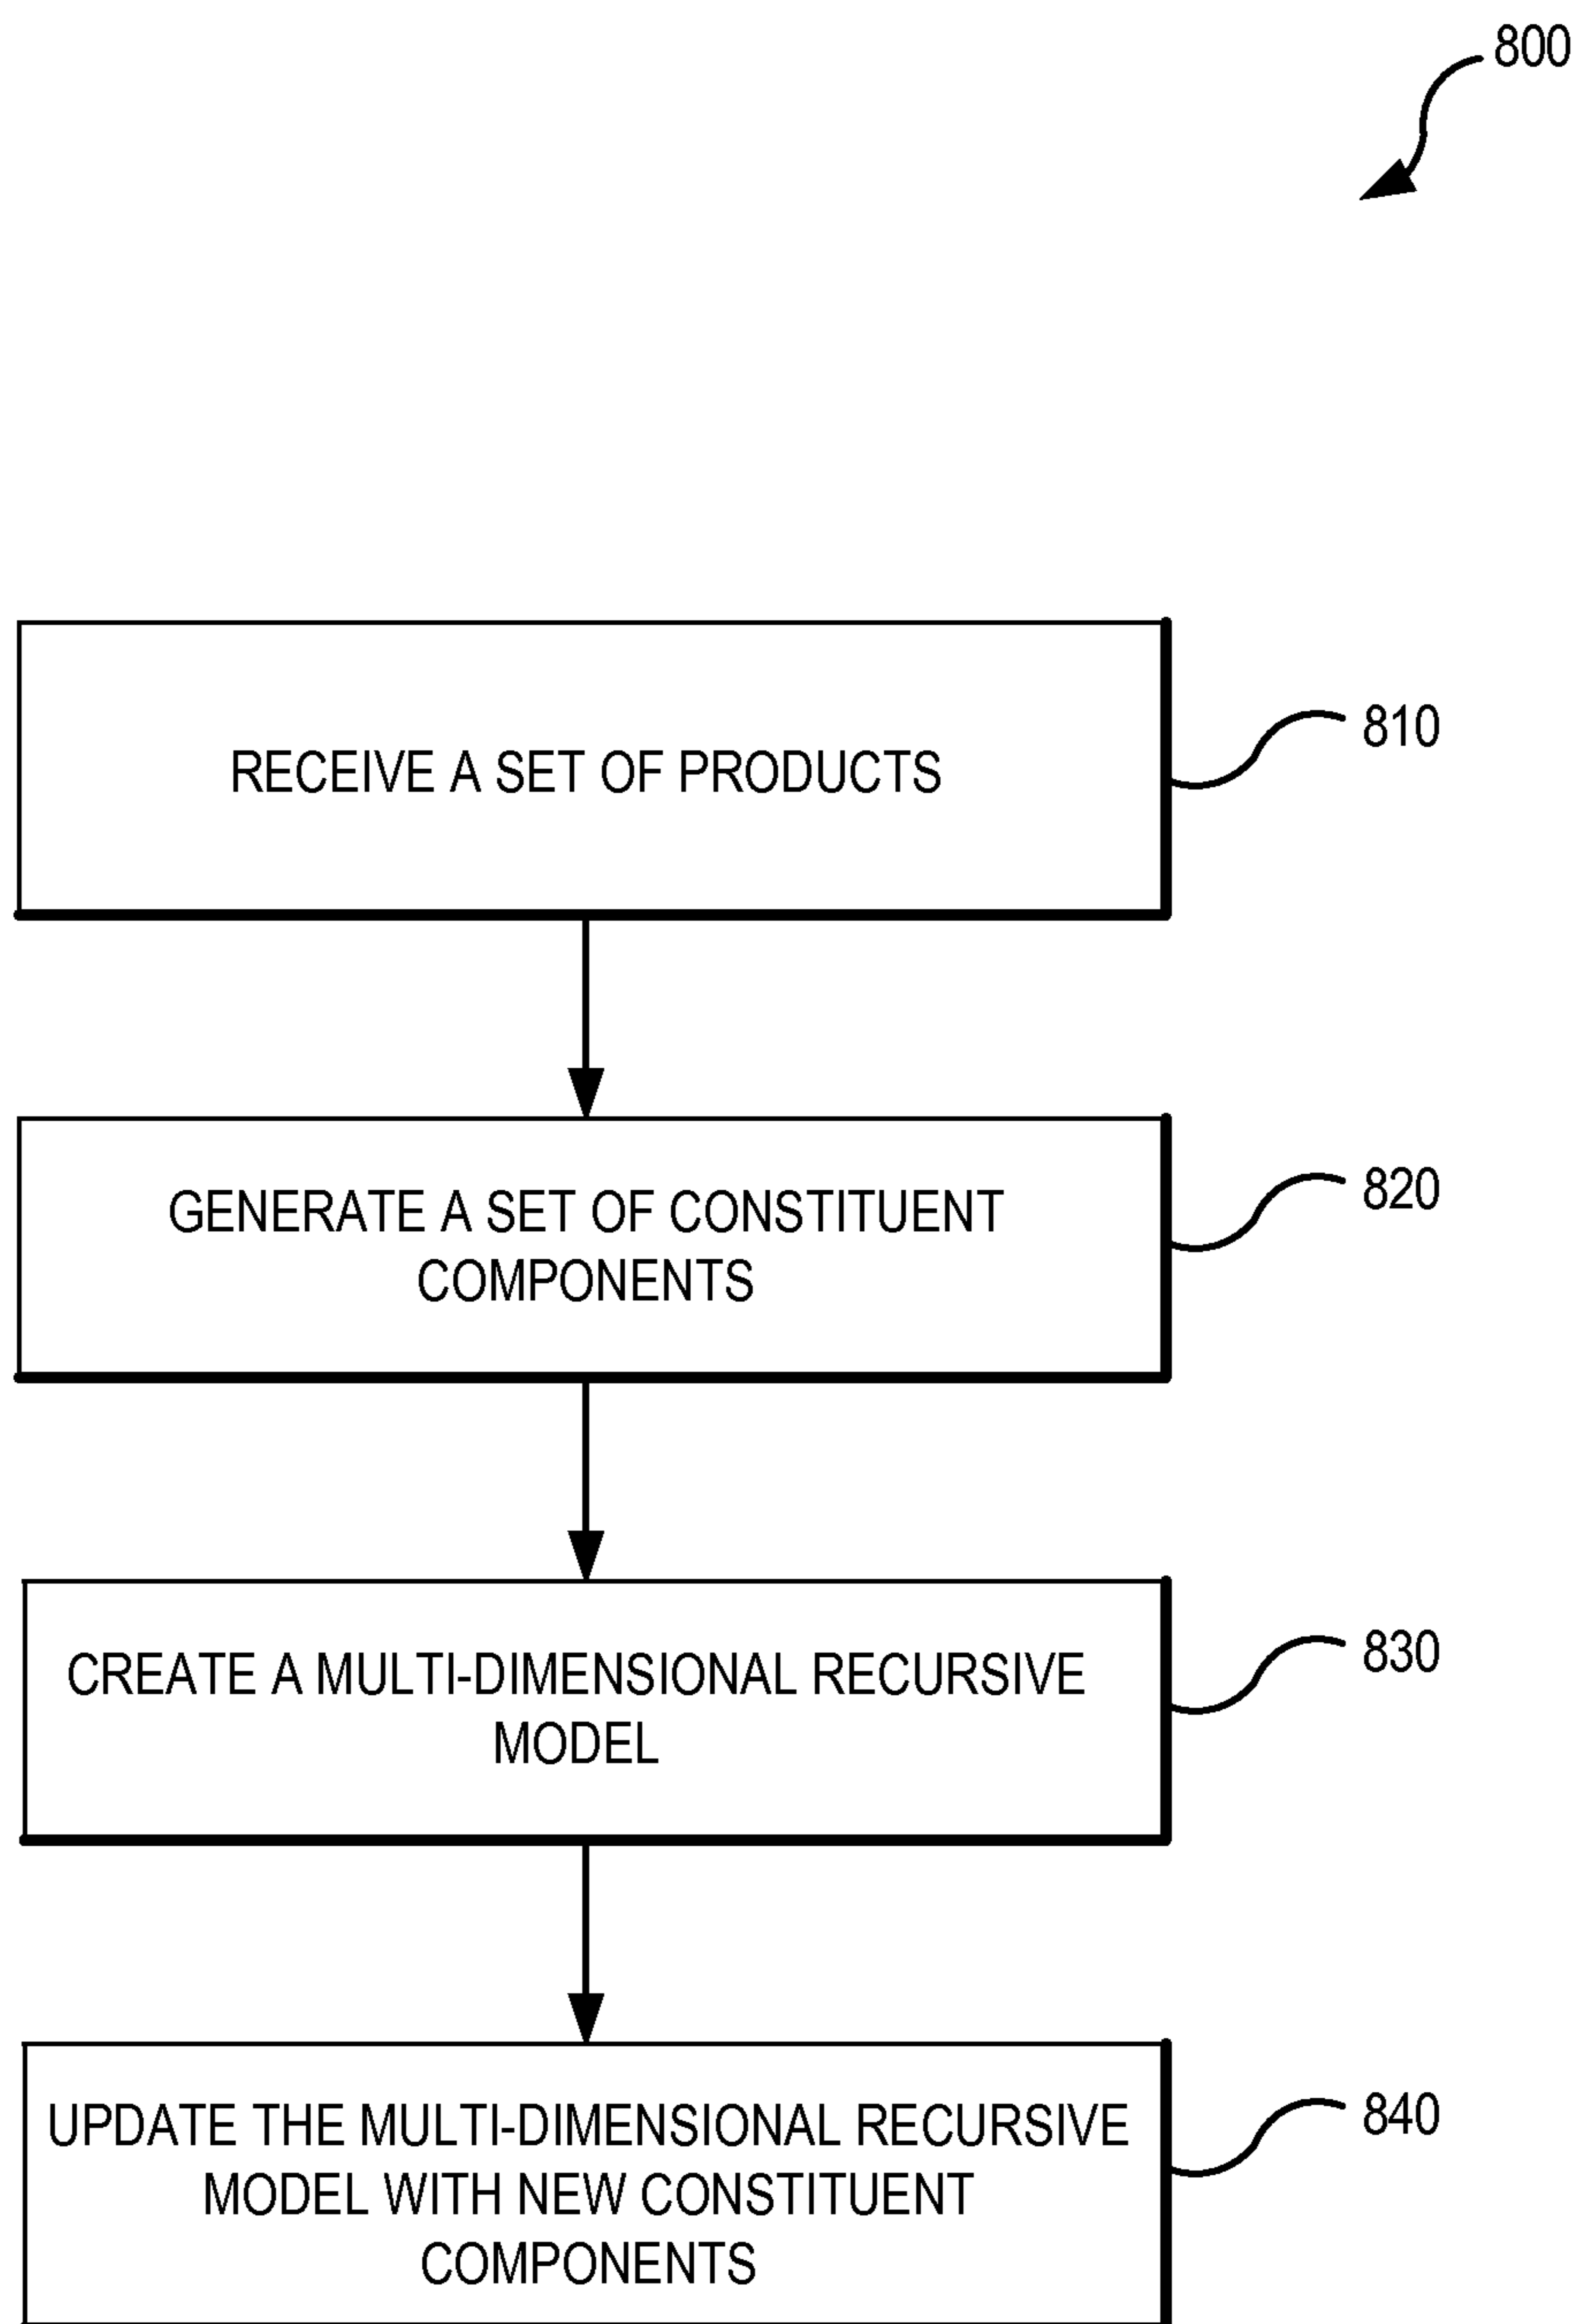 800
RECEIVE A SET OF PRODUCTS
810
GENERATE A SET OF CONSTITUENT
COMPONENTS
820
CREATE A MULTI-DIMENSIONAL RECURSIVE
MODEL
830
UPDATE THE MULTI-DIMENSIONAL RECURSIVE
MODEL WITH NEW CONSTITUENT
COMPONENTS
840